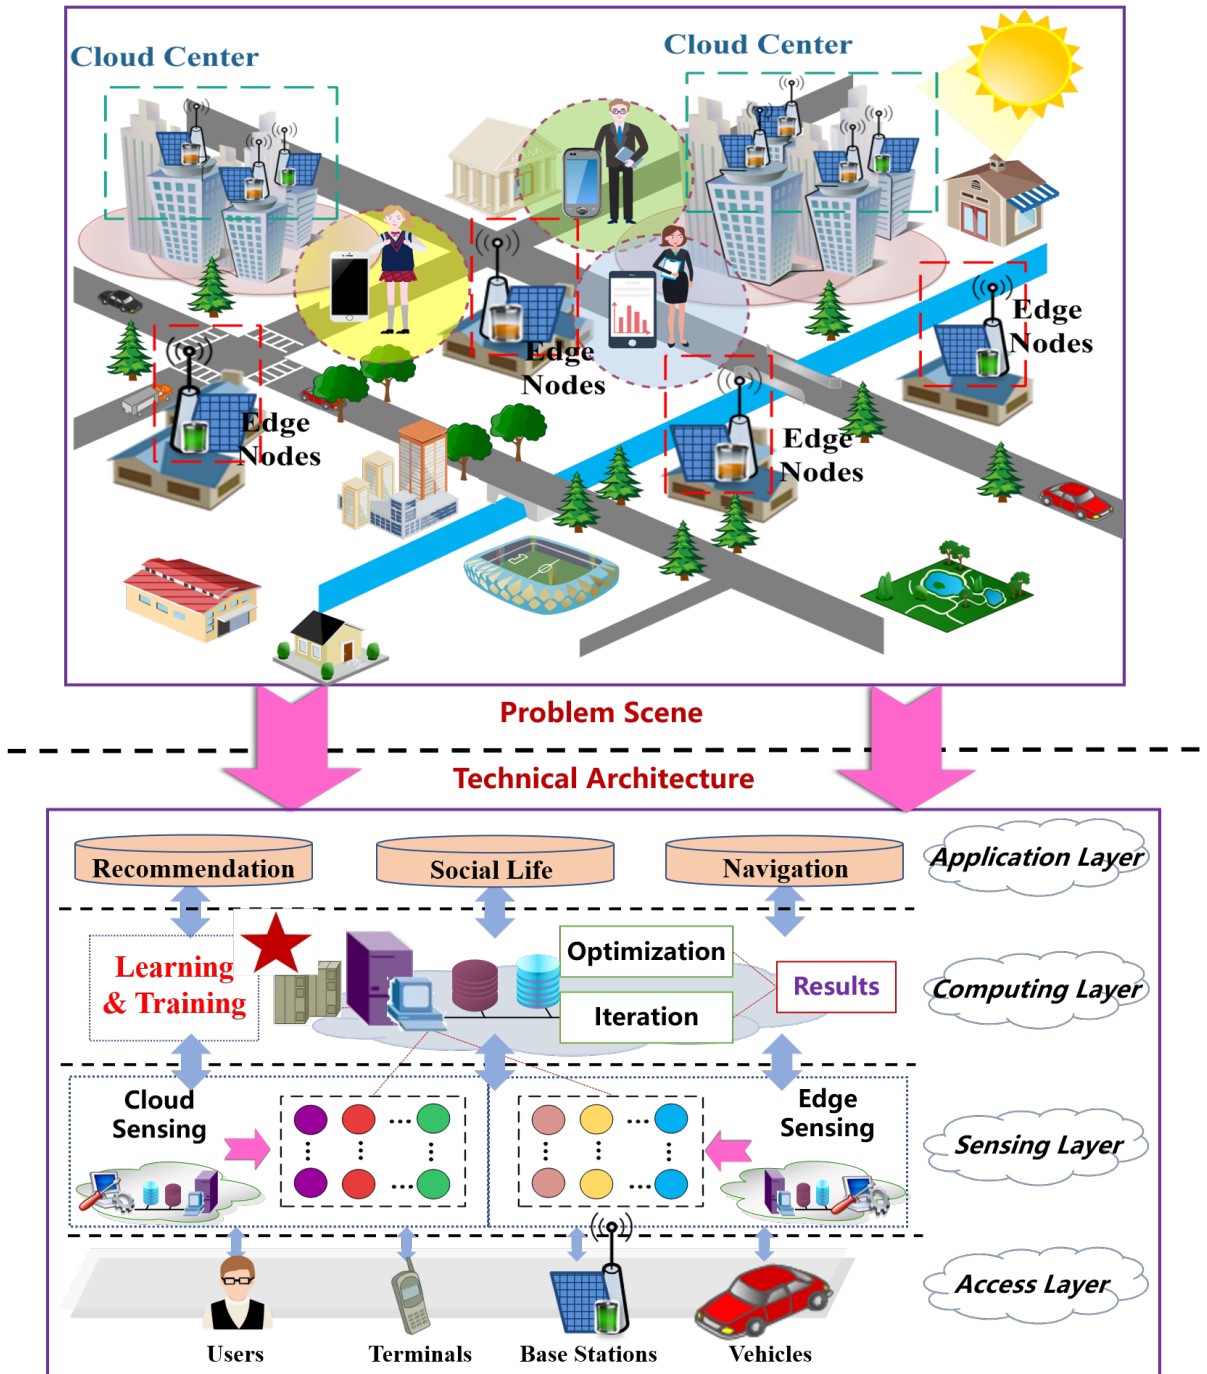 Cloud Center
Cloud Center
Edge
Nodes
Edge
Nodes
Edge
Nodes
Edge
Nodes
Problem Scene
Technical Architecture
Recommendation
Social Life
Navigation
Application Layer
Learning
& Training
Optimization
Iteration
Results
Computing Layer
Cloud
Sensing
Edge
Sensing
Sensing Layer
Access Layer
Users
Terminals
Base Stations
Vehicles